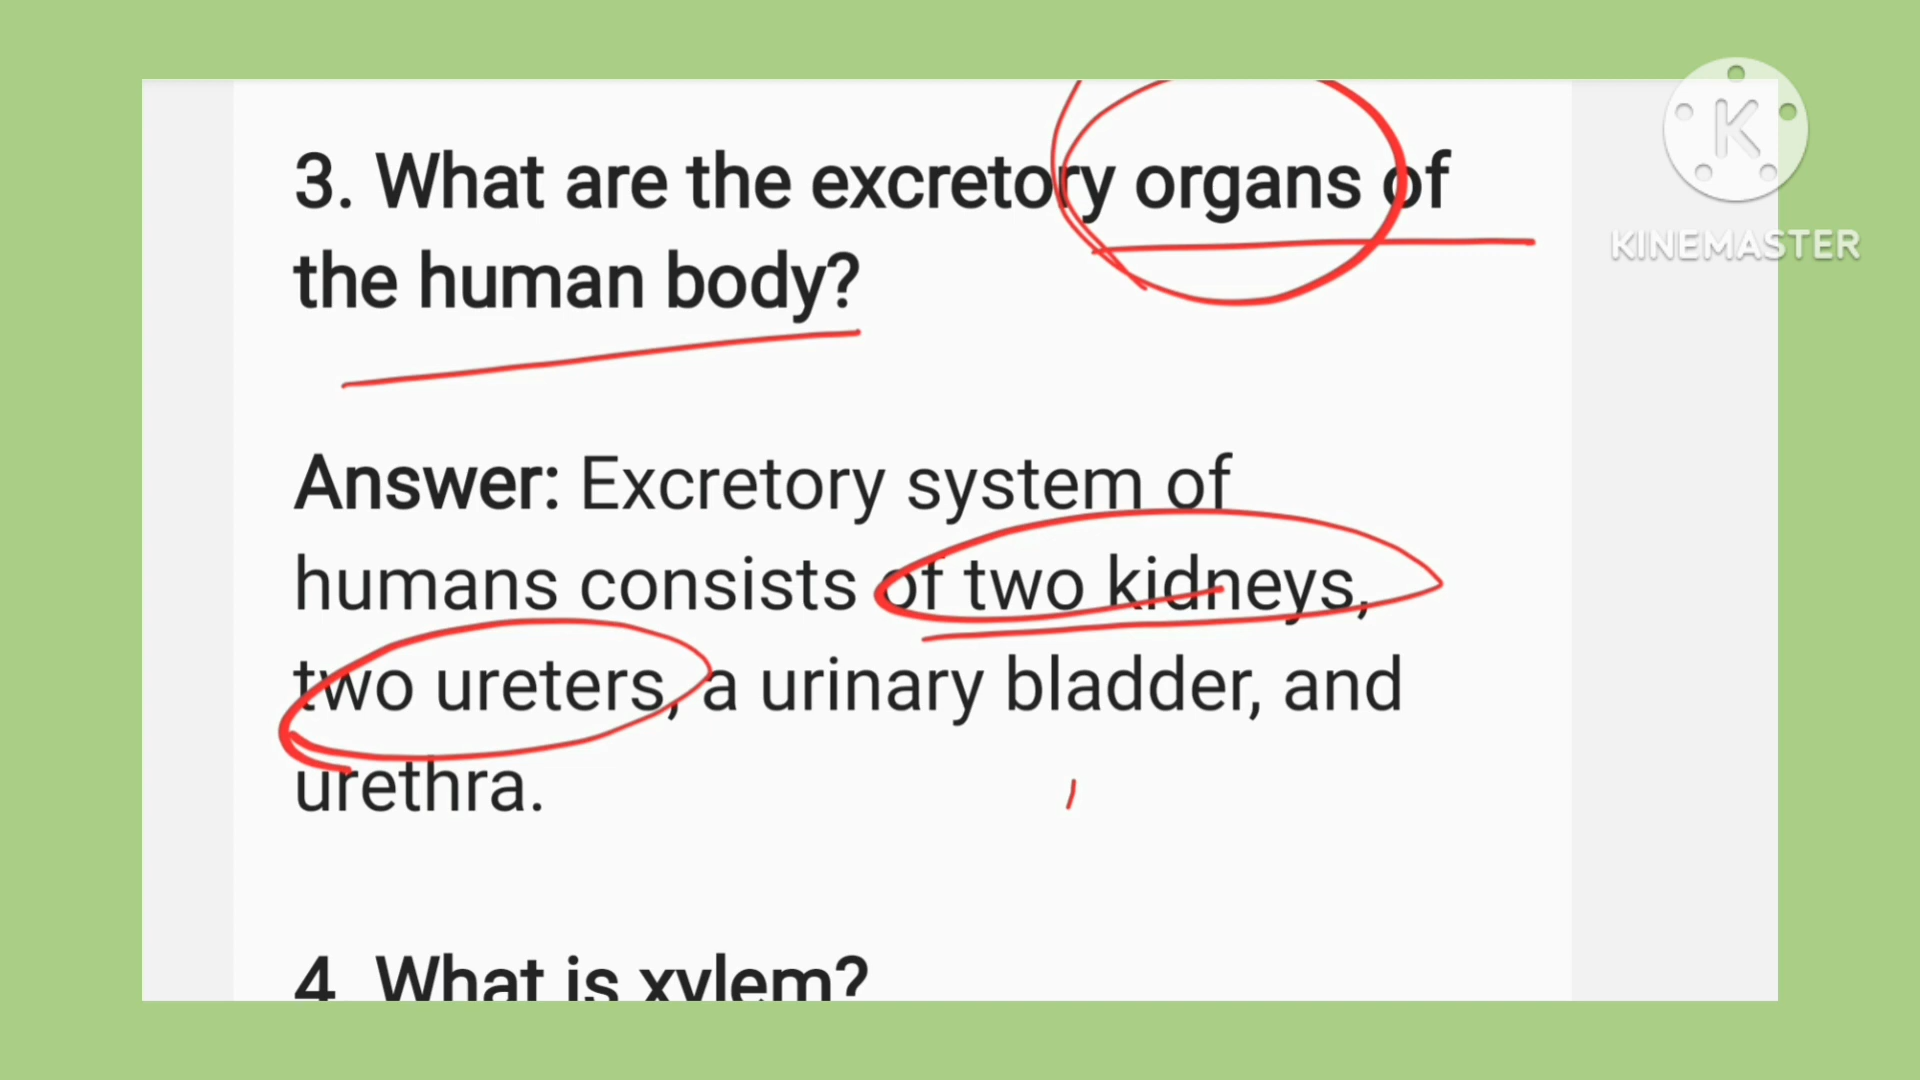 3. What are the excretory organs of
the human body?
K
KINEMASTER
Answer: Excretory system of
humans consists of two kidneys,
two ureters, a urinary bladder, and
urethra.
4 What is xylem?